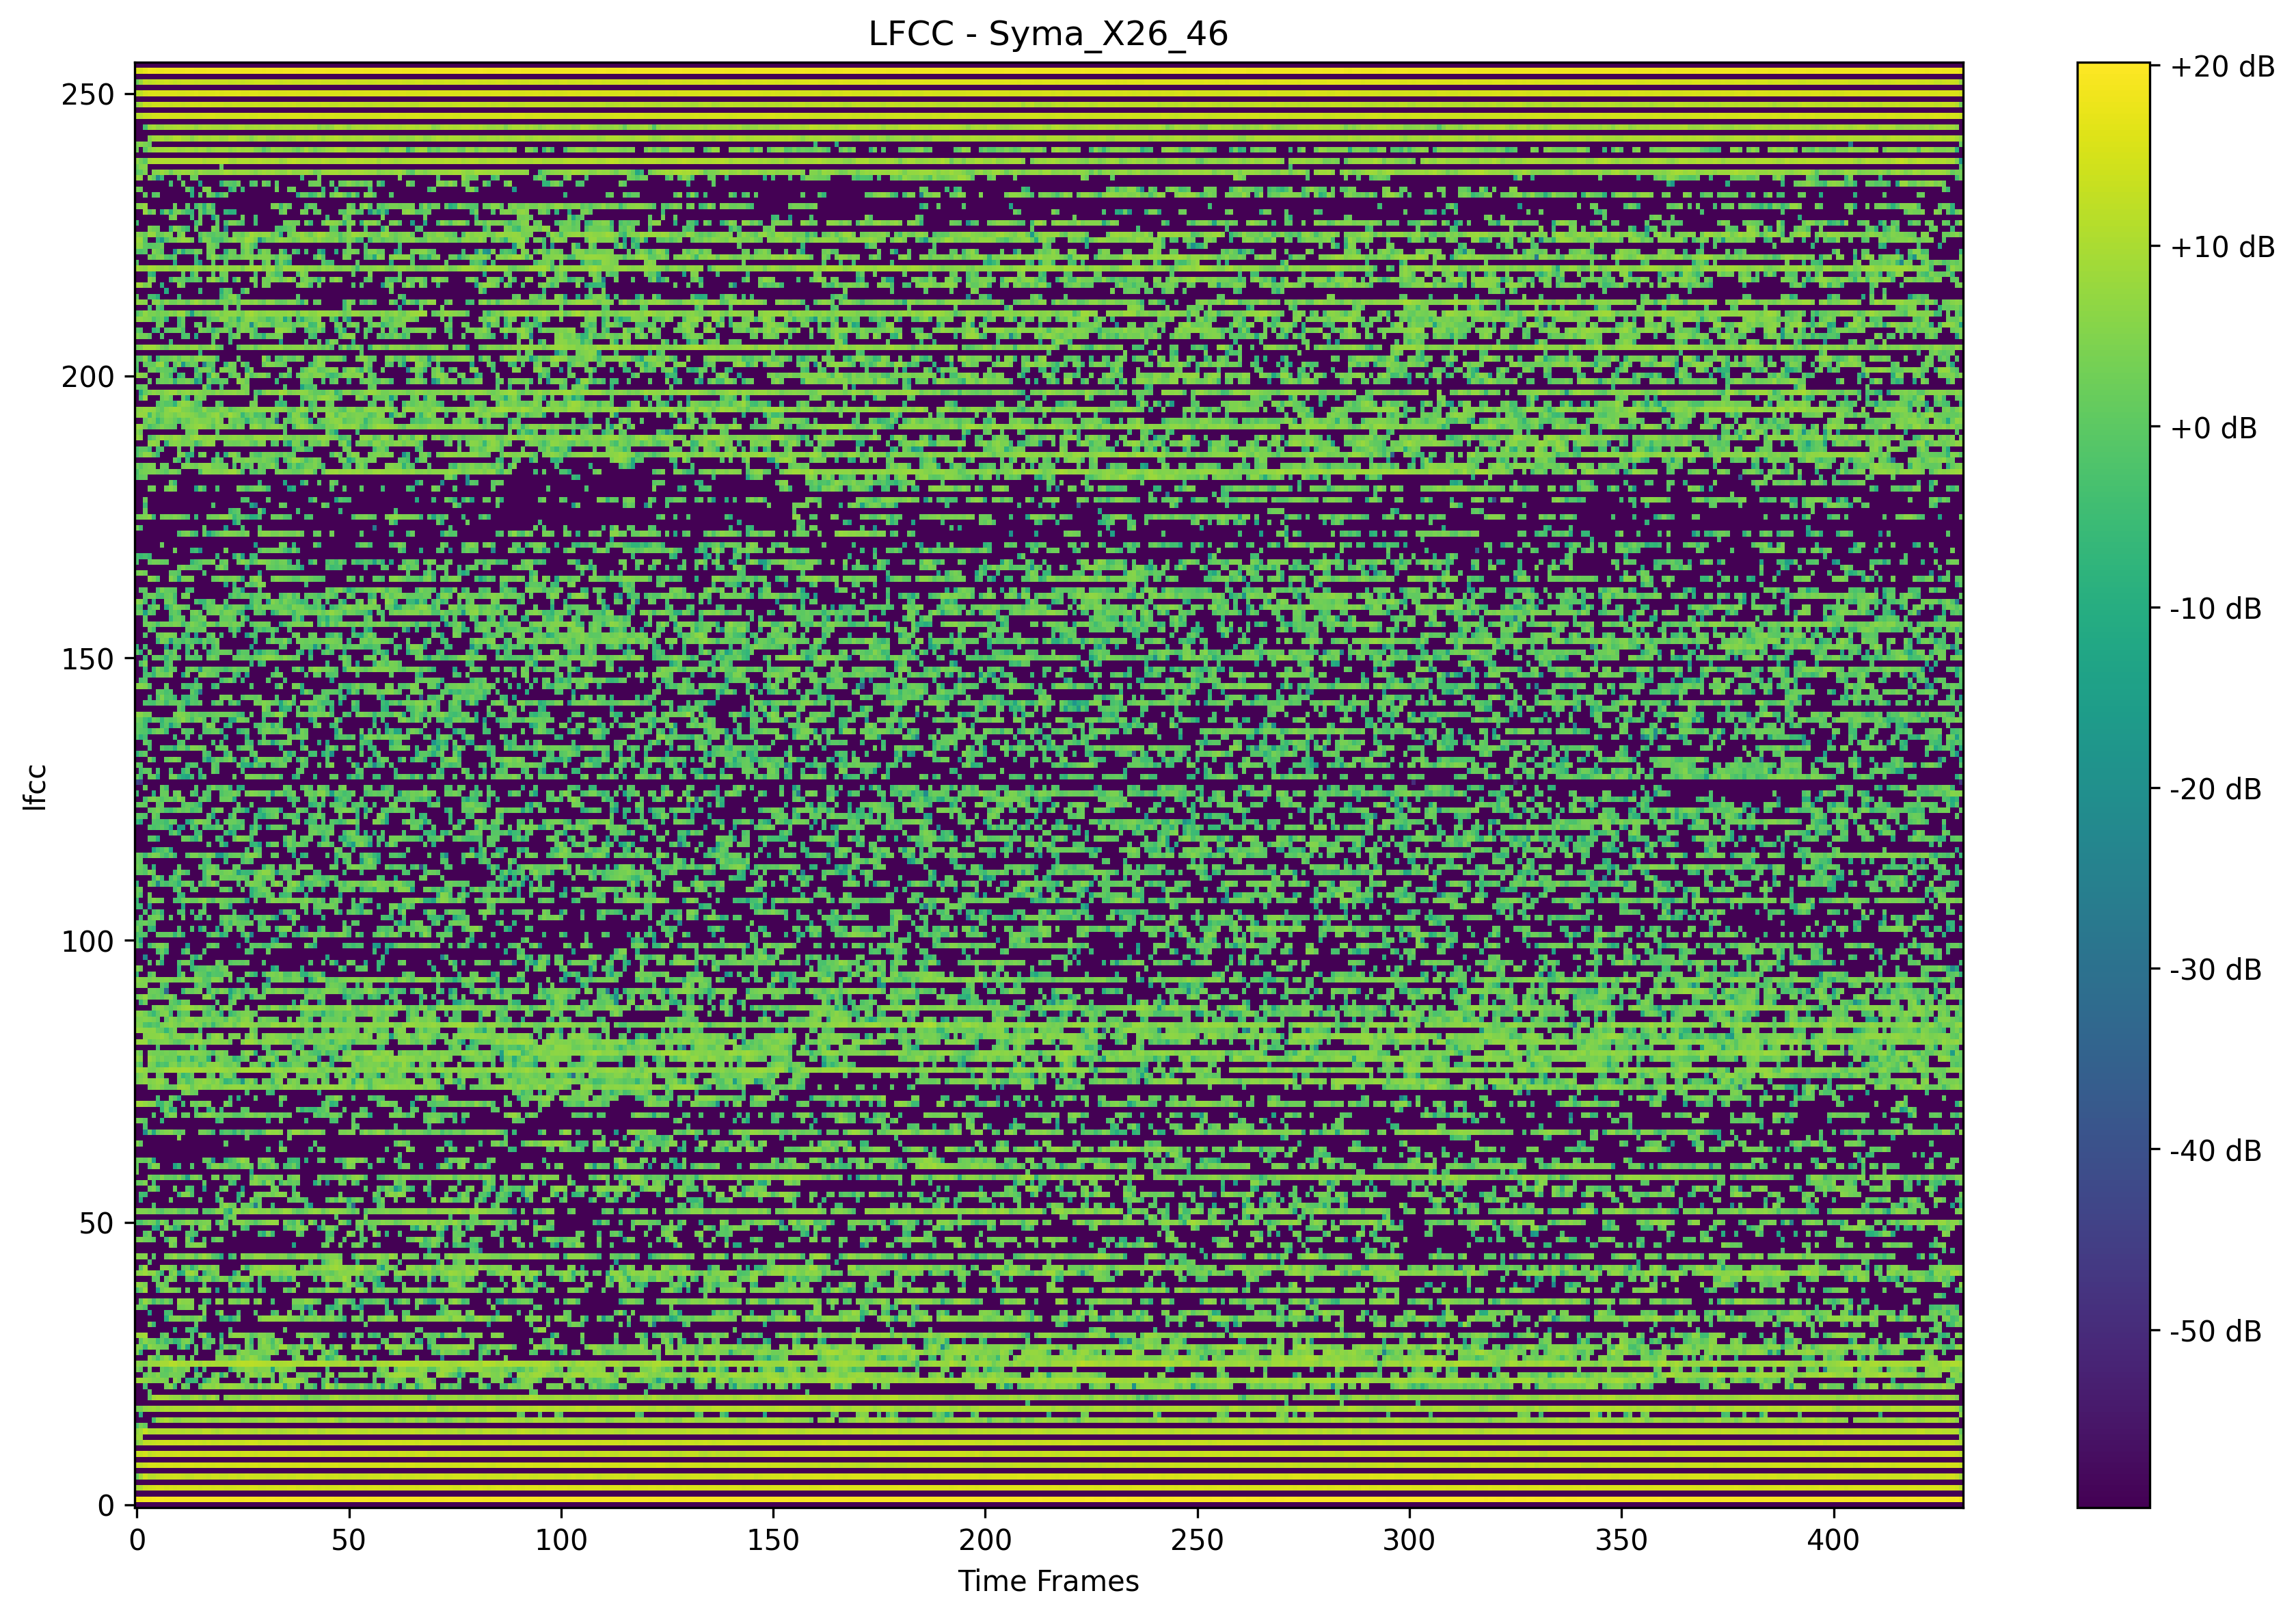 LFCC - Syma_X26_46
250
200
150
100
50
0
lfcc
0 50 100 150 200 250 300 350 400
Time Frames
+20 dB
+10 dB
+0 dB
-10 dB
-20 dB
-30 dB
-40 dB
-50 dB